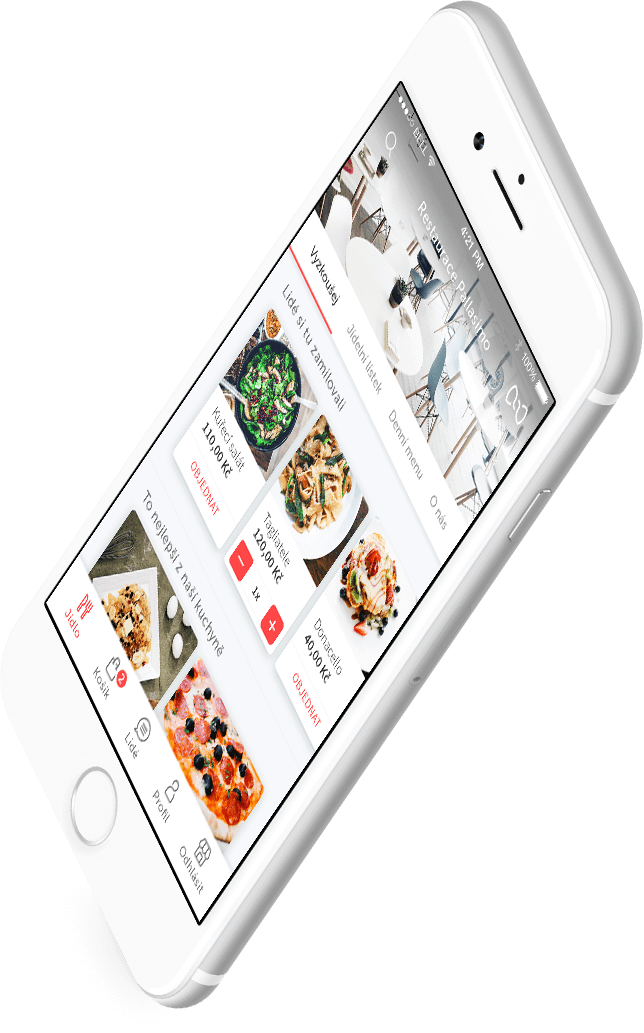 BELL
4:21 PM
100%
Restaurace pallasimo
Vyzkoušej
Jídelní lístek
Denní menu
O nás
Lidé si tu zamilovali
Kuřecí salát
110,00 Kč
OBJEDNAT
Tagliatele
120,00 Kč
− 1x +
Donacello
40,00 Kč
OBJEDNAT
To nejlepší z naší kuchyně
Jídlo
Košík
2
Lidé
Profil
Odhlásit